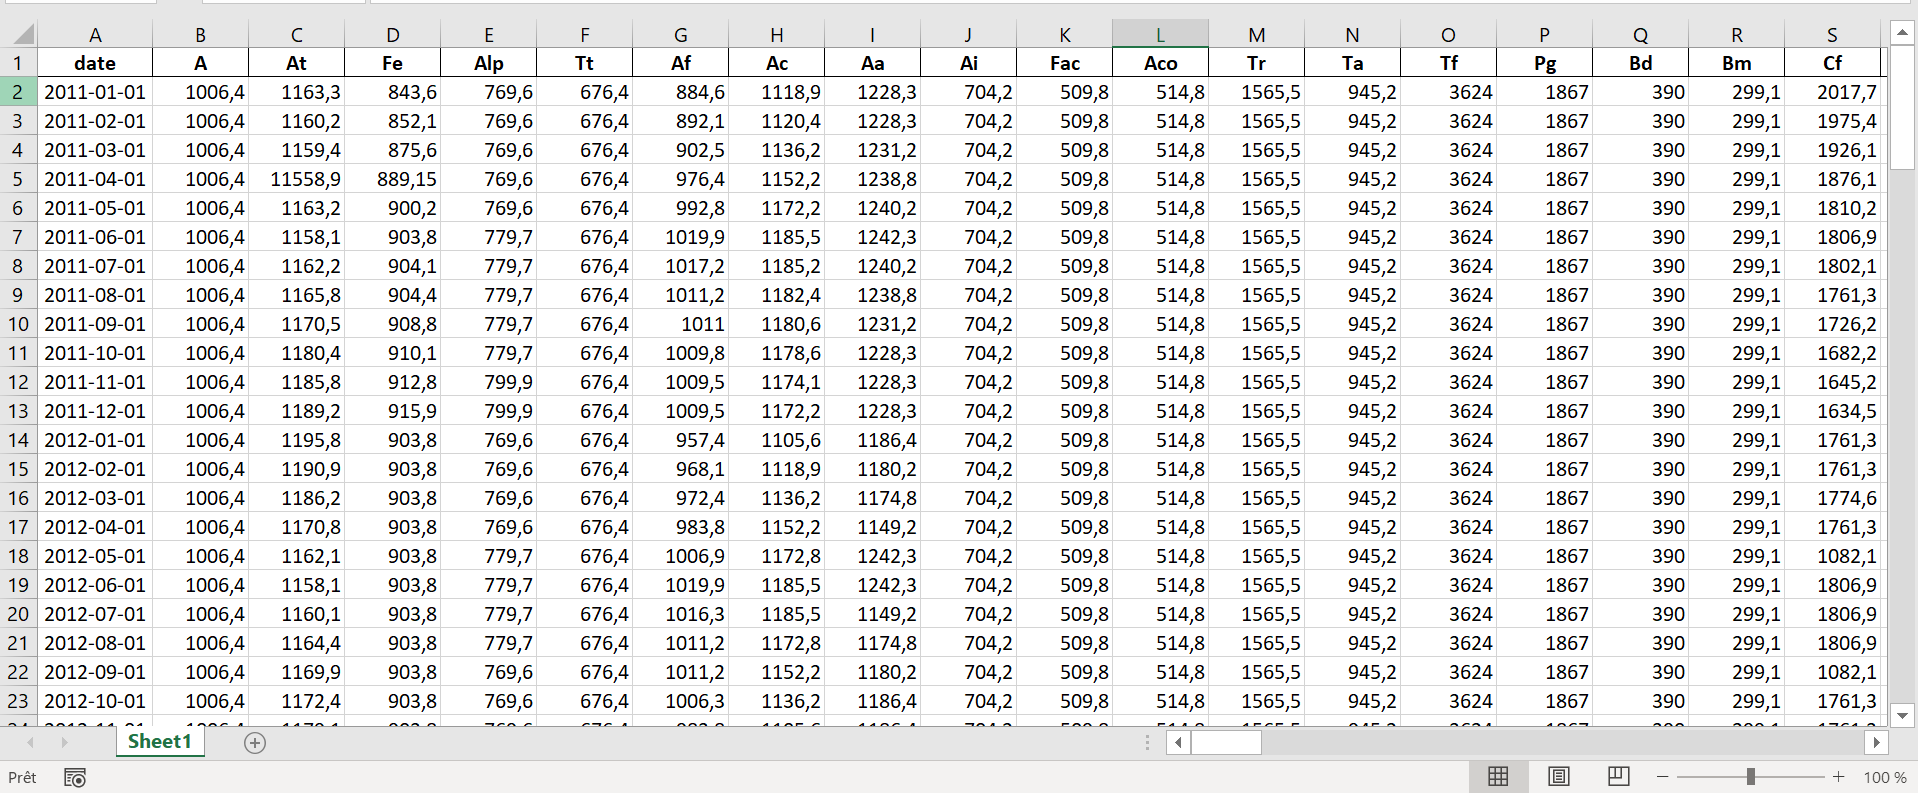 A B C D E F G H I J K L M N O P Q R S
1 date A At Fe Alp Tt Af Ac Aa Ai Fac Aco Tr Ta Tf Pg Bd Bm Cf
2 2011-01-01 1006,4 1163,3 843,6 769,6 676,4 884,6 1118,9 1228,3 704,2 509,8 514,8 1565,5 945,2 3624 1867 390 299,1 2017,7
3 2011-02-01 1006,4 1160,2 852,1 769,6 676,4 892,1 1120,4 1228,3 704,2 509,8 514,8 1565,5 945,2 3624 1867 390 299,1 1975,4
4 2011-03-01 1006,4 1159,4 875,6 769,6 676,4 902,5 1136,2 1231,2 704,2 509,8 514,8 1565,5 945,2 3624 1867 390 299,1 1926,1
5 2011-04-01 1006,4 11558,9 889,15 769,6 676,4 976,4 1152,2 1238,8 704,2 509,8 514,8 1565,5 945,2 3624 1867 390 299,1 1876,1
6 2011-05-01 1006,4 1163,2 900,2 769,6 676,4 992,8 1172,2 1240,2 704,2 509,8 514,8 1565,5 945,2 3624 1867 390 299,1 1810,2
7 2011-06-01 1006,4 1158,1 903,8 779,7 676,4 1019,9 1185,5 1242,3 704,2 509,8 514,8 1565,5 945,2 3624 1867 390 299,1 1806,9
8 2011-07-01 1006,4 1162,2 904,1 779,7 676,4 1017,2 1185,2 1240,2 704,2 509,8 514,8 1565,5 945,2 3624 1867 390 299,1 1802,1
9 2011-08-01 1006,4 1165,8 904,4 779,7 676,4 1011,2 1182,4 1238,8 704,2 509,8 514,8 1565,5 945,2 3624 1867 390 299,1 1761,3
10 2011-09-01 1006,4 1170,5 908,8 779,7 676,4 1011 1180,6 1231,2 704,2 509,8 514,8 1565,5 945,2 3624 1867 390 299,1 1726,2
11 2011-10-01 1006,4 1180,4 910,1 779,7 676,4 1009,8 1178,6 1228,3 704,2 509,8 514,8 1565,5 945,2 3624 1867 390 299,1 1682,2
12 2011-11-01 1006,4 1185,8 912,8 799,9 676,4 1009,5 1174,1 1228,3 704,2 509,8 514,8 1565,5 945,2 3624 1867 390 299,1 1645,2
13 2011-12-01 1006,4 1189,2 915,9 799,9 676,4 1009,5 1172,2 1228,3 704,2 509,8 514,8 1565,5 945,2 3624 1867 390 299,1 1634,5
14 2012-01-01 1006,4 1195,8 903,8 769,6 676,4 957,4 1105,6 1186,4 704,2 509,8 514,8 1565,5 945,2 3624 1867 390 299,1 1761,3
15 2012-02-01 1006,4 1190,9 903,8 769,6 676,4 968,1 1118,9 1180,2 704,2 509,8 514,8 1565,5 945,2 3624 1867 390 299,1 1761,3
16 2012-03-01 1006,4 1186,2 903,8 769,6 676,4 972,4 1136,2 1174,8 704,2 509,8 514,8 1565,5 945,2 3624 1867 390 299,1 1774,6
17 2012-04-01 1006,4 1170,8 903,8 769,6 676,4 983,8 1152,2 1149,2 704,2 509,8 514,8 1565,5 945,2 3624 1867 390 299,1 1761,3
18 2012-05-01 1006,4 1162,1 903,8 779,7 676,4 1006,9 1172,8 1242,3 704,2 509,8 514,8 1565,5 945,2 3624 1867 390 299,1 1082,1
19 2012-06-01 1006,4 1158,1 903,8 779,7 676,4 1019,9 1185,5 1242,3 704,2 509,8 514,8 1565,5 945,2 3624 1867 390 299,1 1806,9
20 2012-07-01 1006,4 1160,1 903,8 779,7 676,4 1016,3 1185,5 1149,2 704,2 509,8 514,8 1565,5 945,2 3624 1867 390 299,1 1806,9
21 2012-08-01 1006,4 1164,4 903,8 779,7 676,4 1011,2 1172,8 1174,8 704,2 509,8 514,8 1565,5 945,2 3624 1867 390 299,1 1806,9
22 2012-09-01 1006,4 1169,9 903,8 769,6 676,4 1011,2 1152,2 1180,2 704,2 509,8 514,8 1565,5 945,2 3624 1867 390 299,1 1082,1
23 2012-10-01 1006,4 1172,4 903,8 769,6 676,4 1006,3 1136,2 1186,4 704,2 509,8 514,8 1565,5 945,2 3624 1867 390 299,1 1761,3
Sheet1
Prêt 100 %